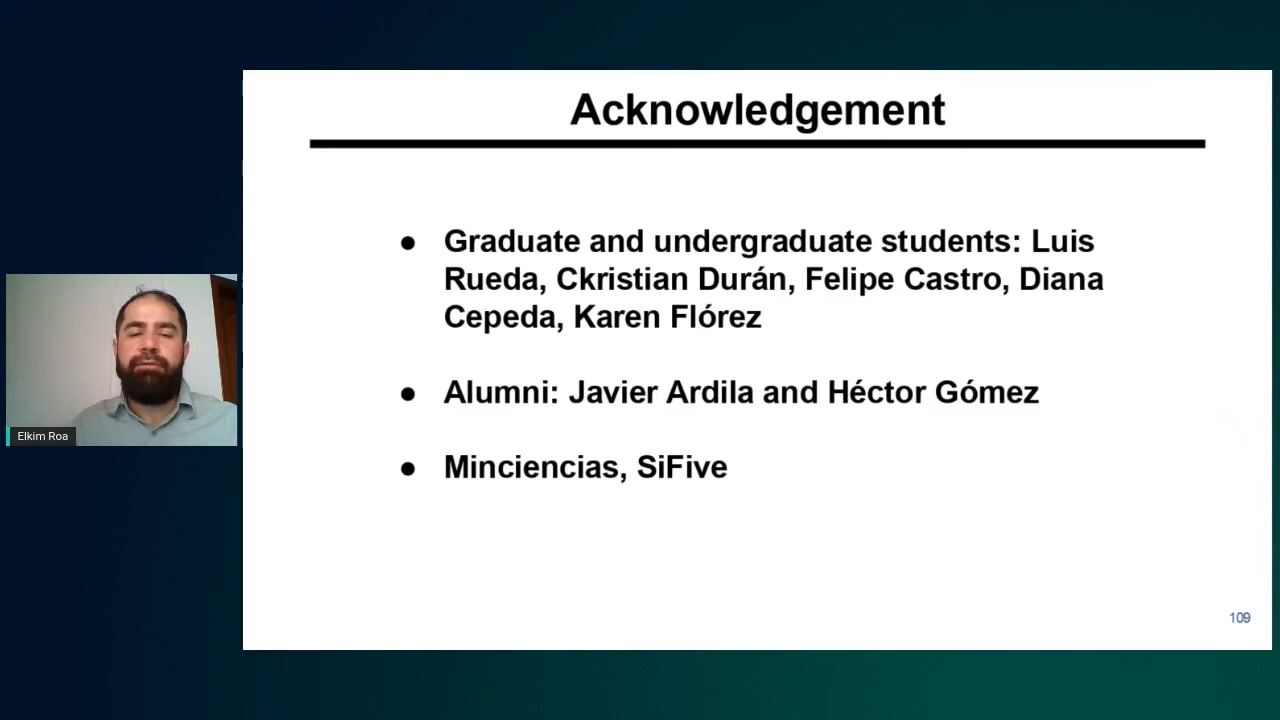 Acknowledgement
● Graduate and undergraduate students: Luis
Rueda, Ckristian Durán, Felipe Castro, Diana
Cepeda, Karen Flórez
● Alumni: Javier Ardila and Héctor Gómez
● Minciencias, SiFive
Elkim Roa
109